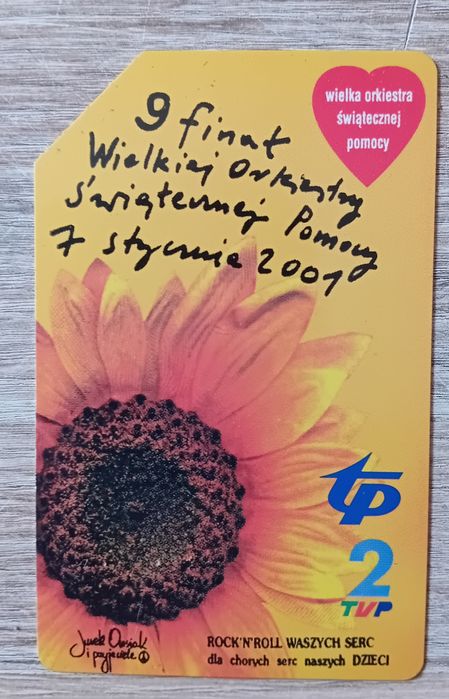 9 finał
Wielkiej Orkiestry
Świątecznej Pomocy
7 stycznia 2001
wielka orkiestra
świątecznej
pomocy
tp
2
TVP
Jurek Owsiak
i przyjaciele
ROCK'N'ROLL WASZYCH SERC
dla chorych serc naszych DZIECI